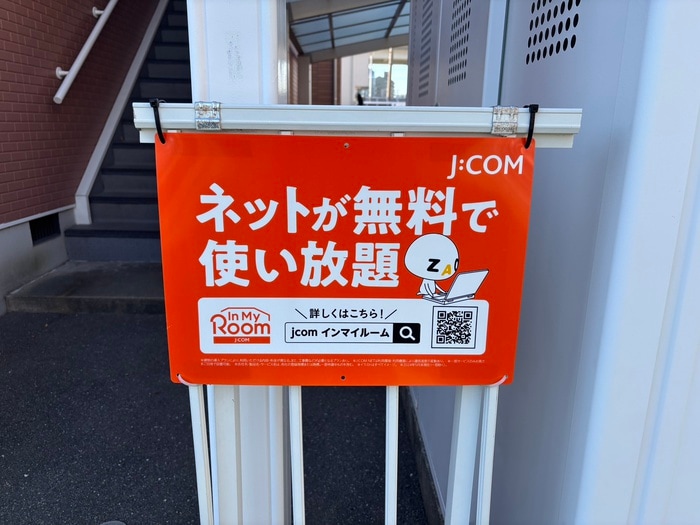 J:COM
ネットが無料で
使い放題
ZA
In My
Room
J:COM
＼詳しくはこちら！／
jcom インマイルーム